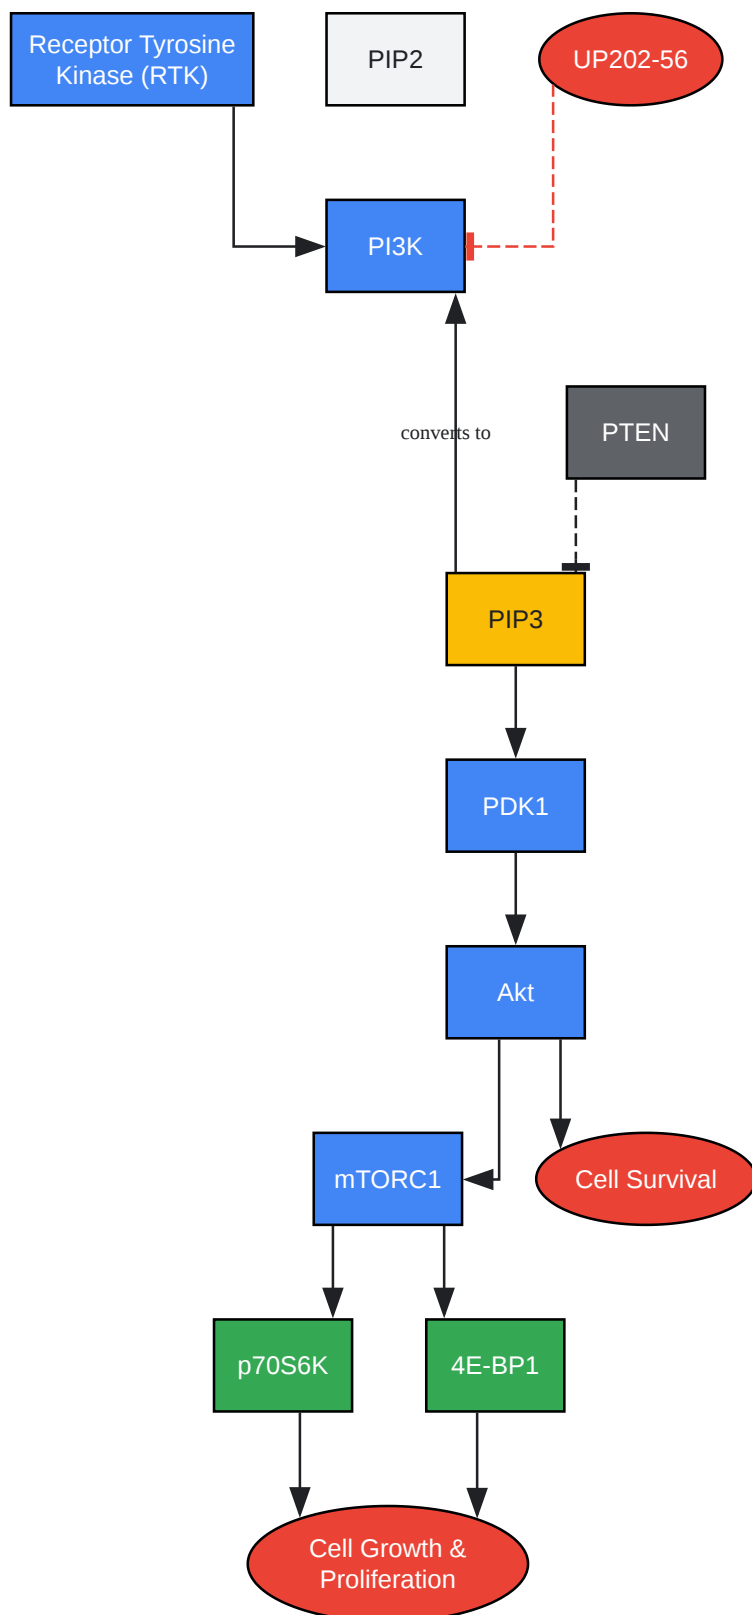 Receptor Tyrosine
Kinase (RTK)
PIP2
UP202-56
PI3K
converts to
PTEN
PIP3
PDK1
Akt
mTORC1
Cell Survival
p70S6K
4E-BP1
Cell Growth &
Proliferation